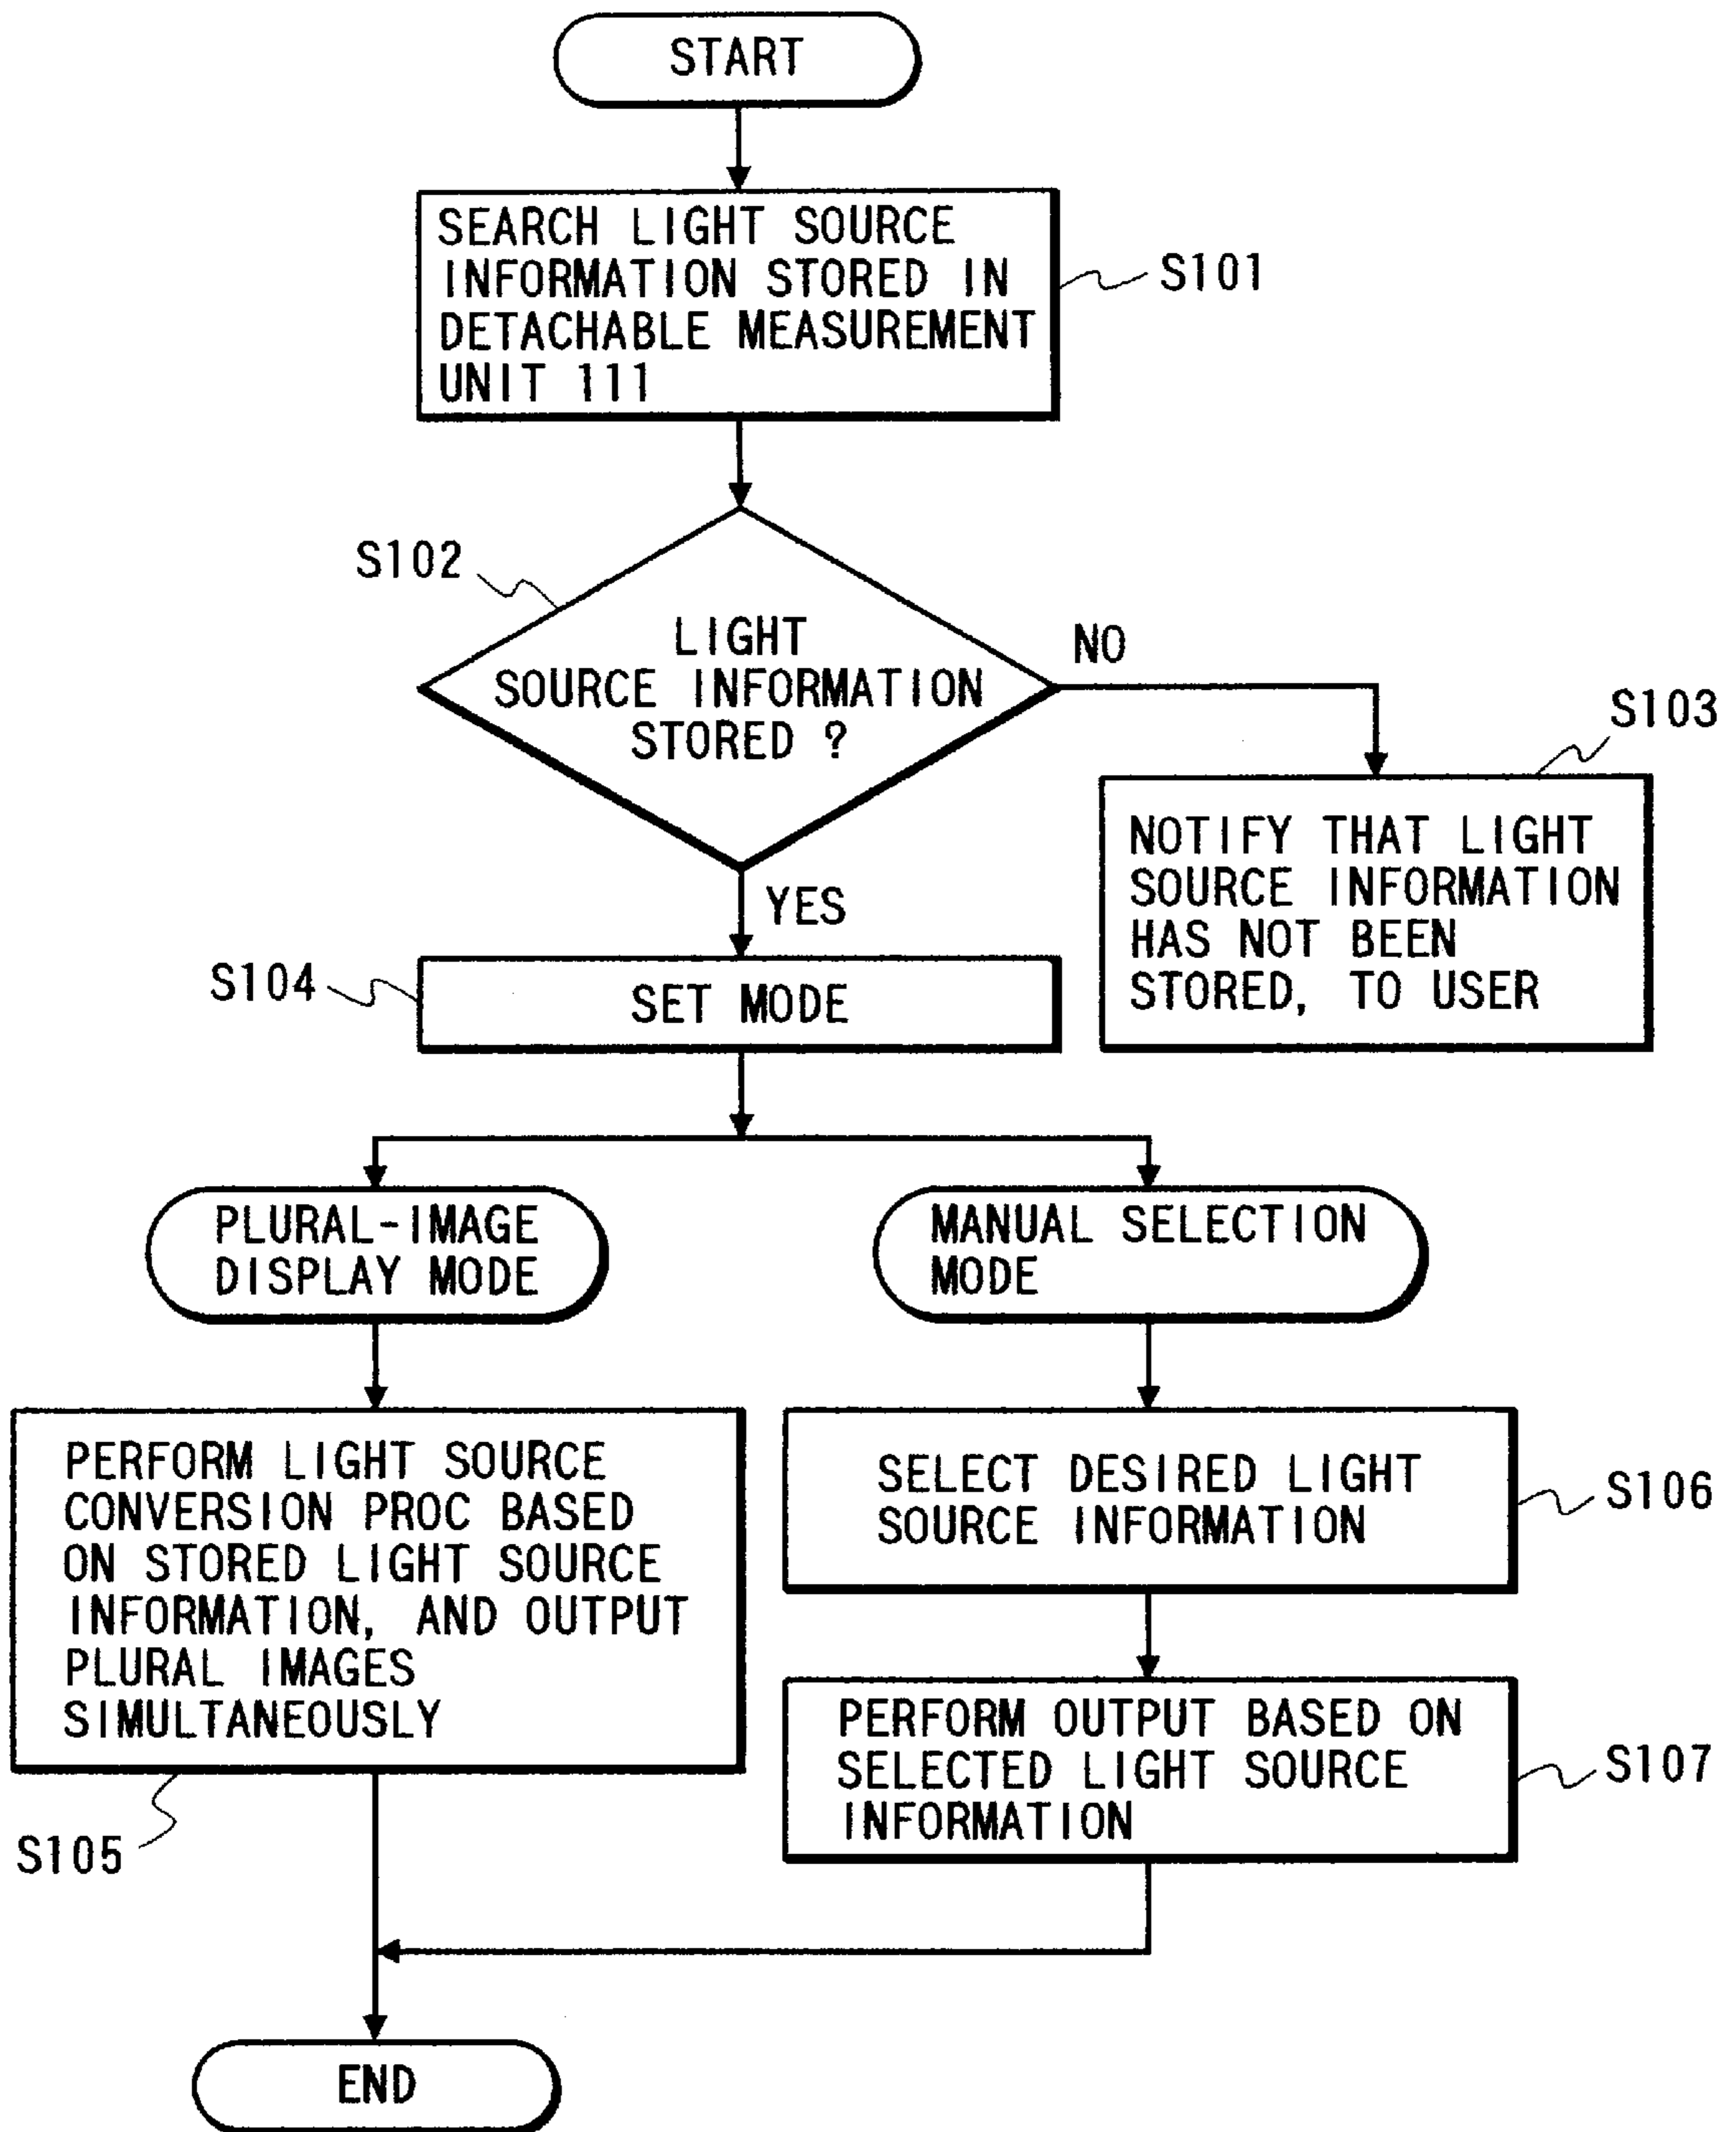 START
SEARCH LIGHT SOURCE
INFORMATION STORED IN
DETACHABLE MEASUREMENT
UNIT 111
S101
S102
LIGHT
SOURCE INFORMATION
STORED ?
NO
S103
NOTIFY THAT LIGHT
SOURCE INFORMATION
HAS NOT BEEN
STORED, TO USER
YES
S104
SET MODE
PLURAL-IMAGE
DISPLAY MODE
MANUAL SELECTION
MODE
PERFORM LIGHT SOURCE
CONVERSION PROC BASED
ON STORED LIGHT SOURCE
INFORMATION, AND OUTPUT
PLURAL IMAGES
SIMULTANEOUSLY
S105
SELECT DESIRED LIGHT
SOURCE INFORMATION
S106
PERFORM OUTPUT BASED ON
SELECTED LIGHT SOURCE
INFORMATION
S107
END